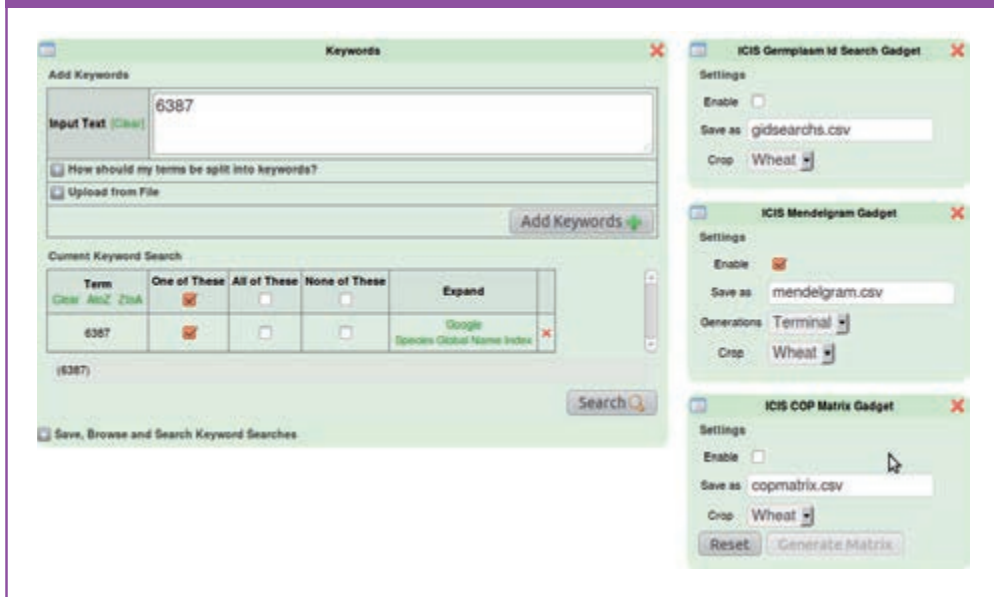 Keywords
Add Keywords
Input Text [Clear]
6387
How should my terms be split into keywords?
Upload from File
Add Keywords
Current Keyword Search
Term
Clear AtoZ ZtoA
One of These
All of These
None of These
Expand
6387
Google
Species Global Name Index
(6387)
Search
Save, Browse and Search Keyword Searches
ICIS Germplasm Id Search Gadget
Settings
Enable
Save as gidsearchs.csv
Crop Wheat
ICIS Mendelgram Gadget
Settings
Enable
Save as mendelgram.csv
Generations Terminal
Crop Wheat
ICIS COP Matrix Gadget
Settings
Enable
Save as copmatrix.csv
Crop Wheat
Reset Generate Matrix